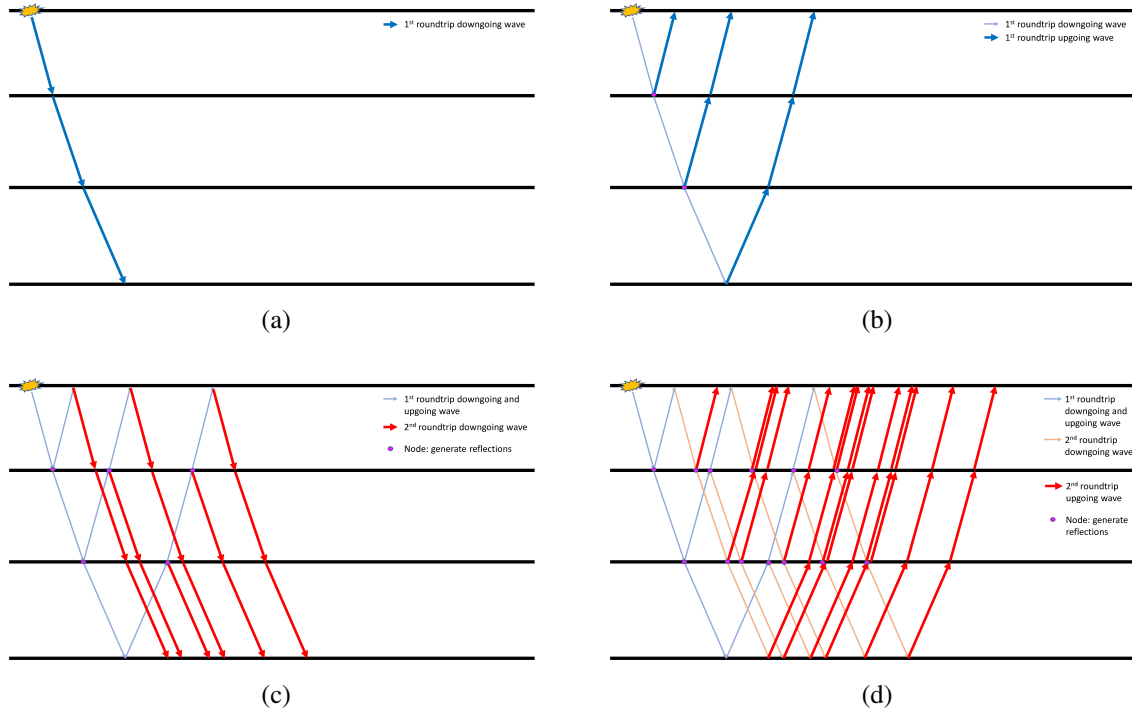 1st roundtrip downgoing wave
(a)
1st roundtrip downgoing wave
1st roundtrip upgoing wave
(b)
1st roundtrip downgoing and
upgoing wave
2nd roundtrip downgoing wave
Node: generate reflections
(c)
1st roundtrip
downgoing and
upgoing wave
2nd roundtrip
downgoing wave
2nd roundtrip
upgoing wave
Node: generate
reflections
(d)